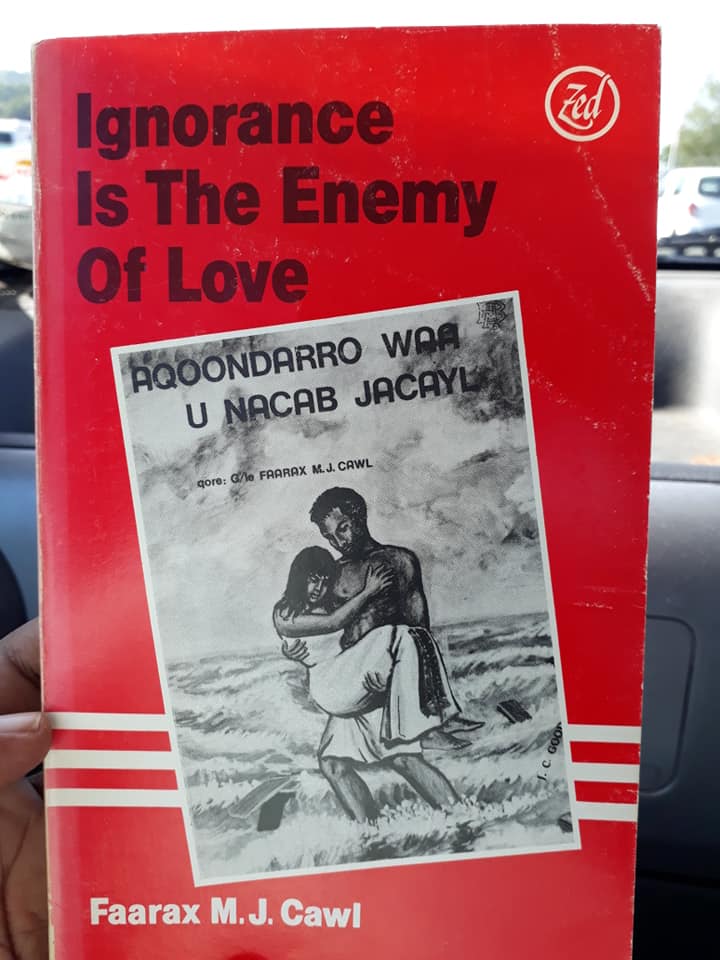 Ignorance
Is The Enemy
Of Love
Zed
AQOONDARRO WAA
U NACAB JACAYL
qore: G/le FAARAX M.J. CAWL
Faarax M.J. Cawl